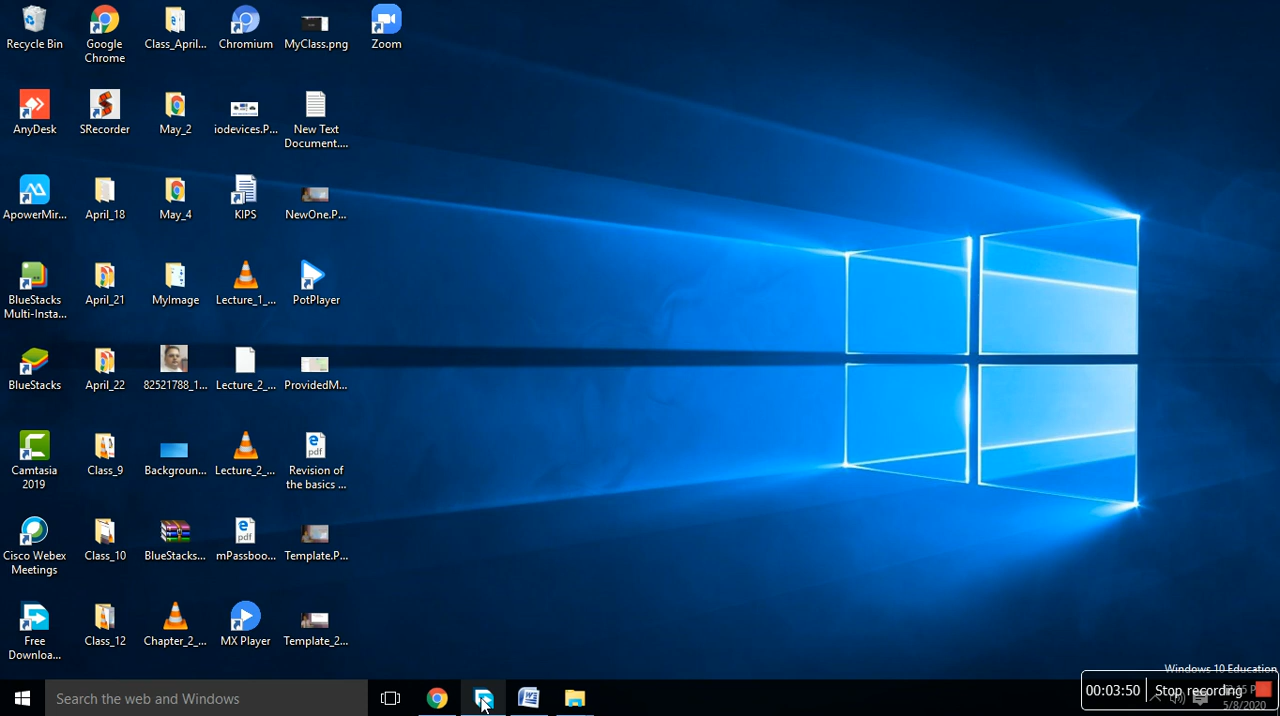 Recycle Bin
Google
Chrome
Class_April...
Chromium
MyClass.png
Zoom
AnyDesk
SRecorder
May_2
iodevices.P...
New Text
Document....
ApowerMir...
April_18
May_4
KIPS
NewOne.P...
BlueStacks
Multi-Insta...
April_21
MyImage
Lecture_1_...
PotPlayer
BlueStacks
April_22
82521788_1...
Lecture_2_...
ProvidedM...
Camtasia
2019
Class_9
Backgroun...
Lecture_2_...
Revision of
the basics ...
Cisco Webex
Meetings
Class_10
BlueStacks...
mPassboo...
Template.P...
Free
Downloa...
Class_12
Chapter_2_...
MX Player
Template_2...
Windows 10 Education
Search the web and Windows
00:03:50
Stop recording
5/8/2020